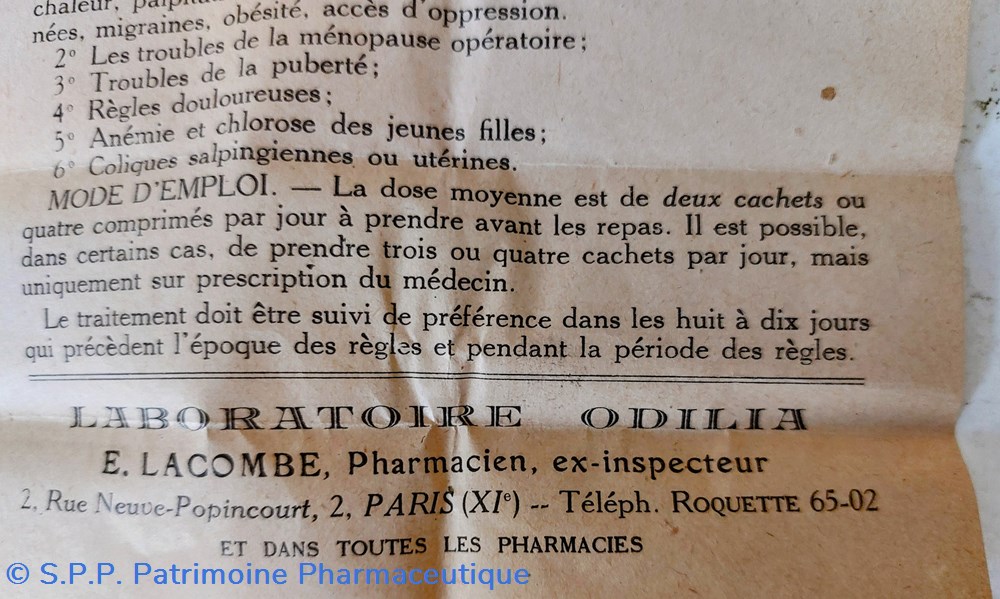 chaleur,
nées, migraines, obésité, accès d'oppression.
2° Les troubles de la ménopause opératoire;
3° Troubles de la puberté;
4° Règles douloureuses;
5° Anémie et chlorose des jeunes filles;
6° Coliques salpingiennes ou utérines.
MODE D'EMPLOI. — La dose moyenne est de deux cachets ou
quatre comprimés par jour à prendre avant les repas. Il est possible,
dans certains cas, de prendre trois ou quatre cachets par jour, mais
uniquement sur prescription du médecin.
Le traitement doit être suivi de préférence dans les huit à dix jours
qui précèdent l'époque des règles et pendant la période des règles.
LABORATOIRE ODILIA
E. LACOMBE, Pharmacien, ex-inspecteur
2, Rue Neuve-Popincourt, 2, PARIS (XIe) -- Téléph. ROQUETTE 65-02
ET DANS TOUTES LES PHARMACIES
© S.P.P. Patrimoine Pharmaceutique